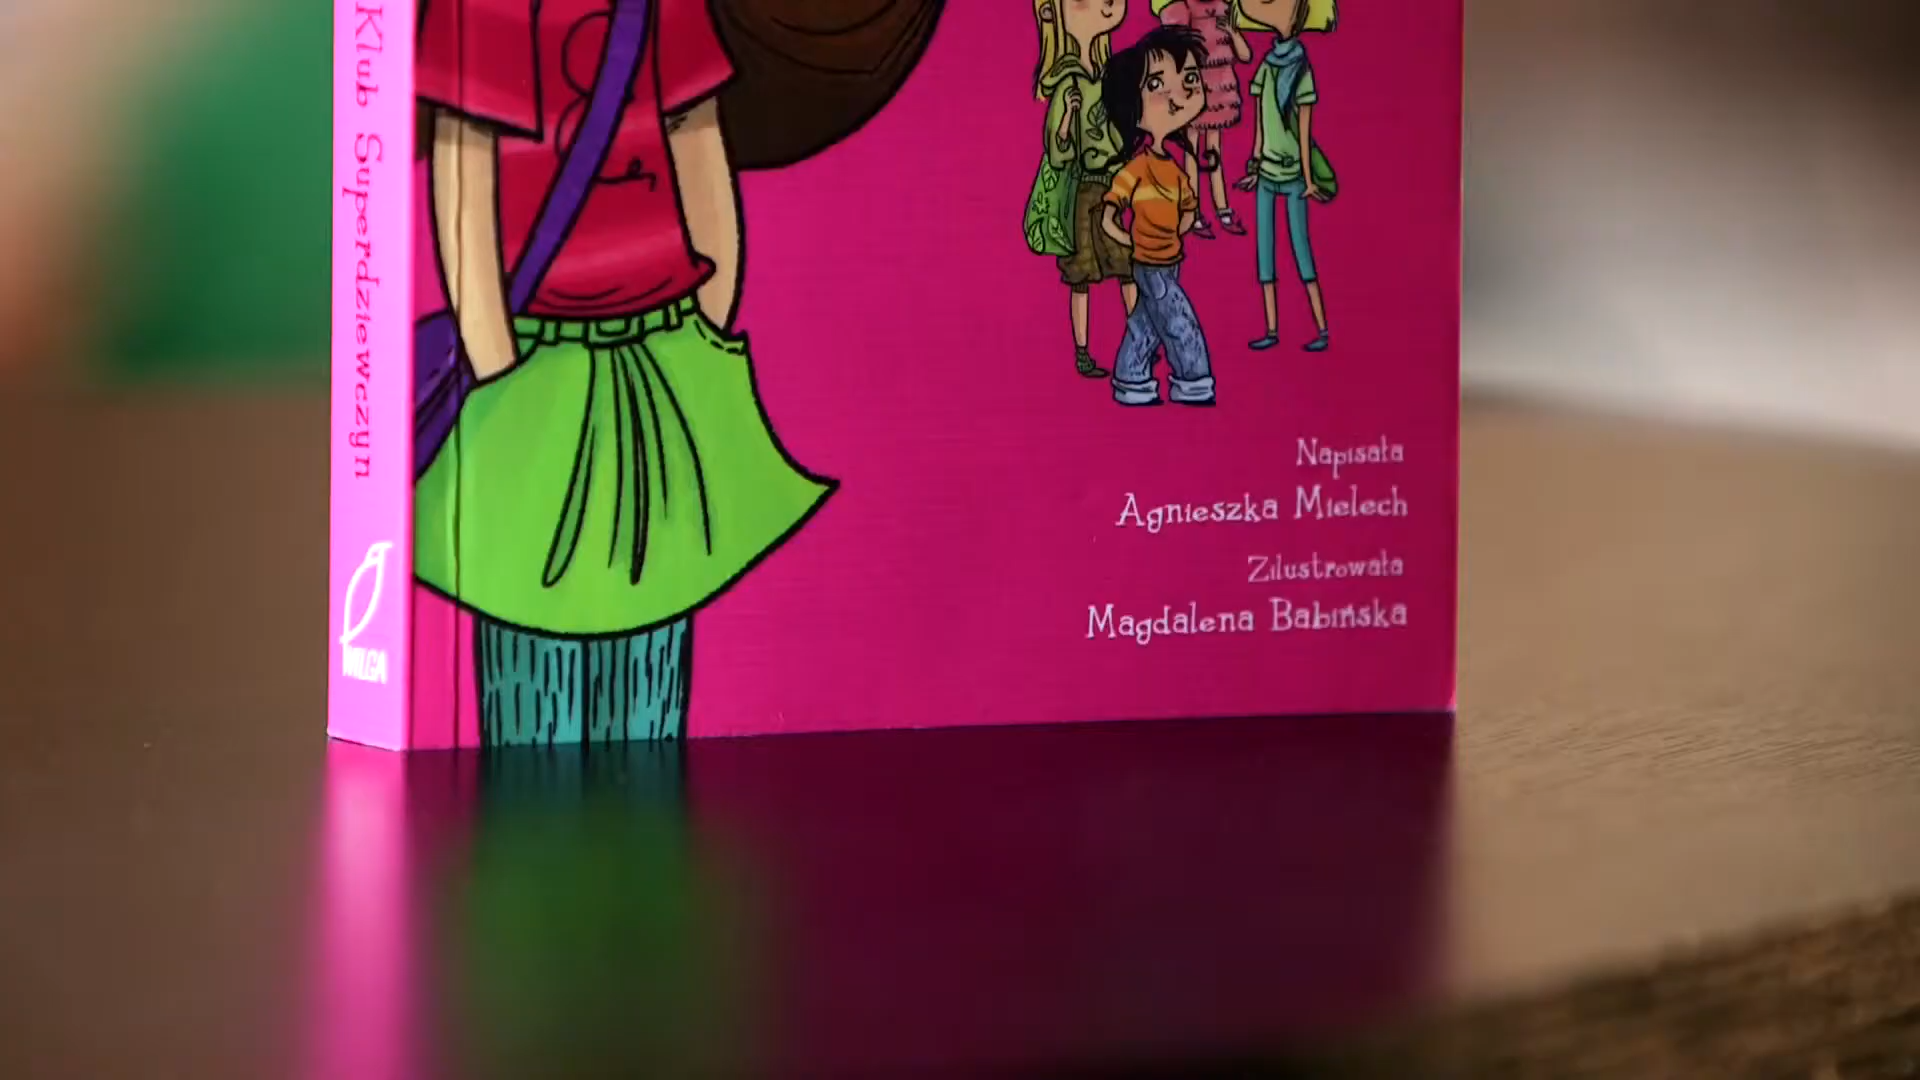 Klub Superdziewczyn
WILGA
Napisała
Agnieszka Mielech
Zilustrowała
Magdalena Babińska